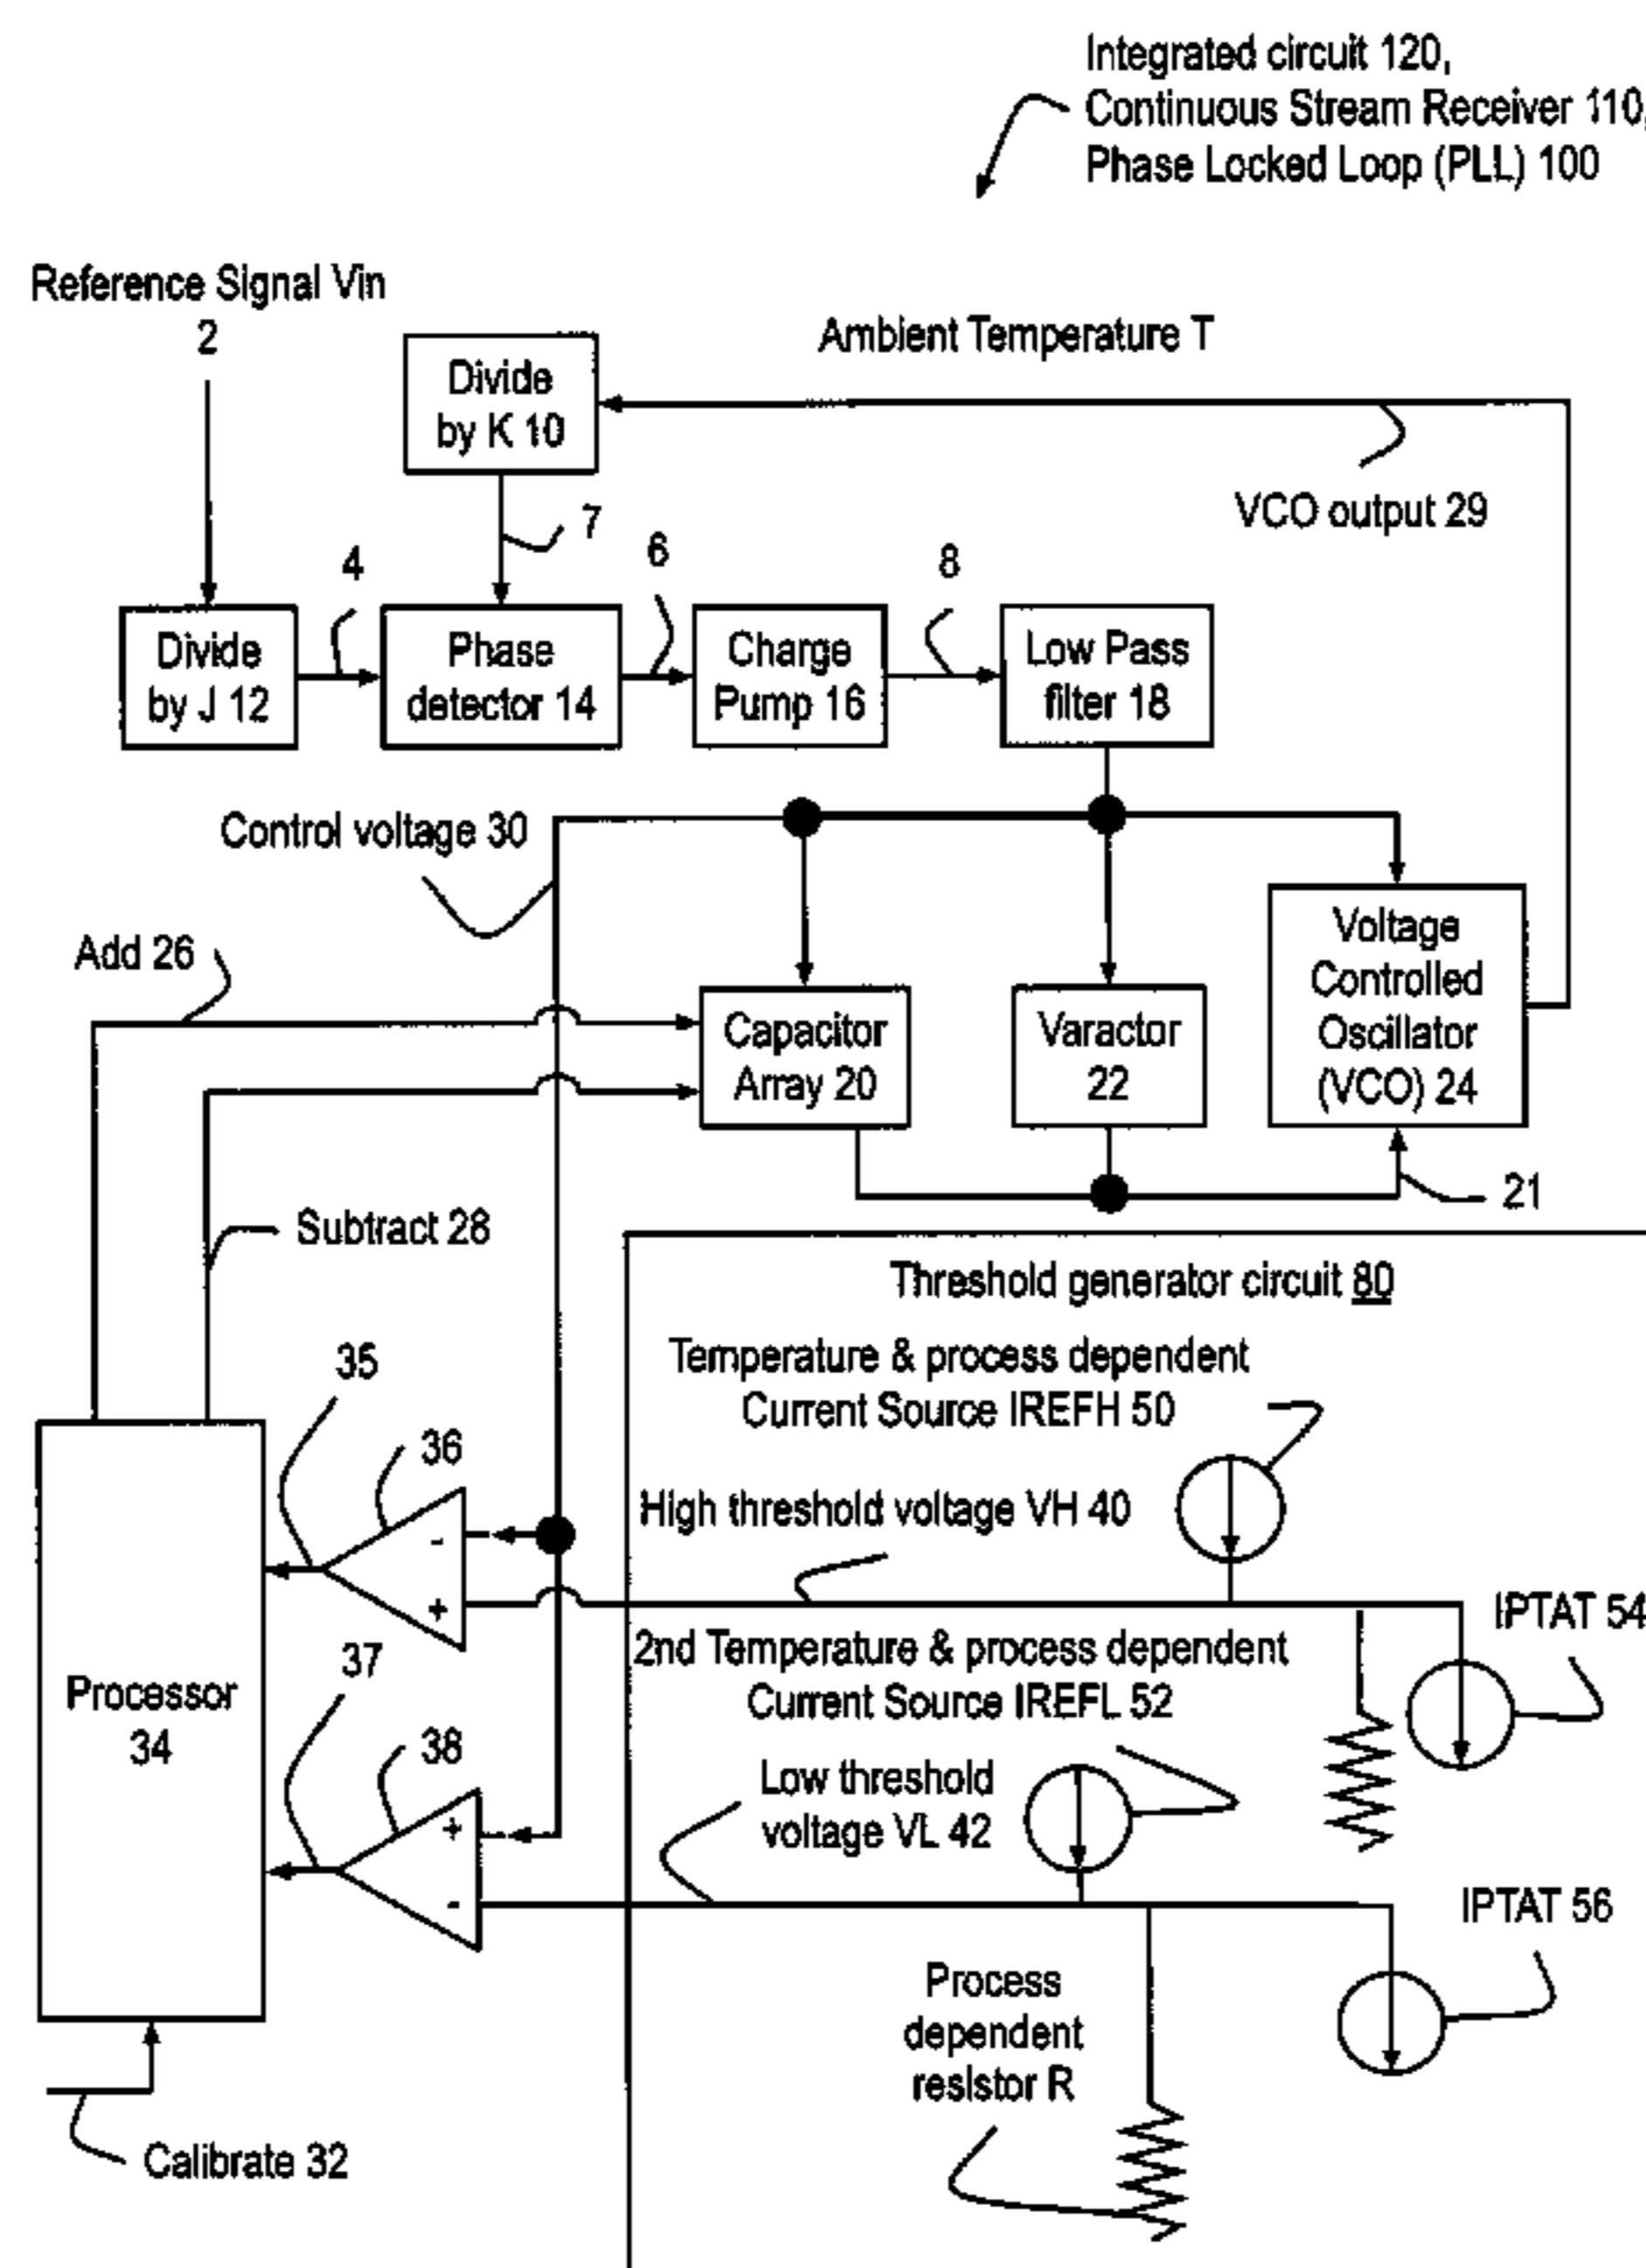 Integrated circuit 120,
Continuous Stream Receiver 110,
Phase Locked Loop (PLL) 100
Reference Signal Vin
2
Ambient Temperature T
Divide
by K 10
VCO output 29
7
4
6
8
Divide
by J 12
Phase
detector 14
Charge
Pump 16
Low Pass
filter 18
Control voltage 30
Add 26
Capacitor
Array 20
Varactor
22
Voltage
Controlled
Oscillator
(VCO) 24
21
Subtract 28
Threshold generator circuit 80
Temperature & process dependent
Current Source IREFH 50
35
36
High threshold voltage VH 40
-
+
IPTAT 54
2nd Temperature & process dependent
Current Source IREFL 52
Processor
34
37
38
Low threshold
voltage VL 42
+
-
IPTAT 56
Process
dependent
resistor R
Calibrate 32